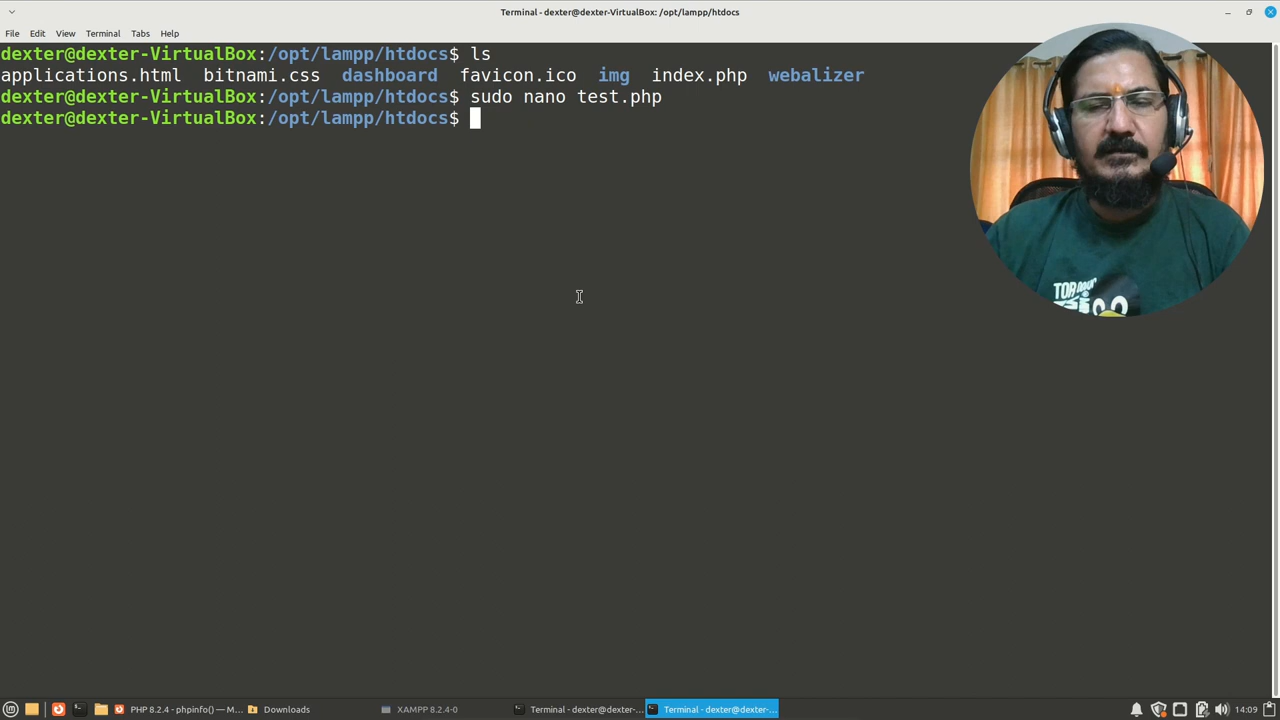 Terminal - dexter@dexter-VirtualBox: /opt/lampp/htdocs
File Edit View Terminal Tabs Help
dexter@dexter-VirtualBox:/opt/lampp/htdocs$ ls
applications.html bitnami.css dashboard favicon.ico img index.php webalizer
dexter@dexter-VirtualBox:/opt/lampp/htdocs$ sudo nano test.php
dexter@dexter-VirtualBox:/opt/lampp/htdocs$
PHP 8.2.4 - phpinfo() — M... Downloads XAMPP 8.2.4-0 Terminal - dexter@dexter-... Terminal - dexter@dexter-... 14:09